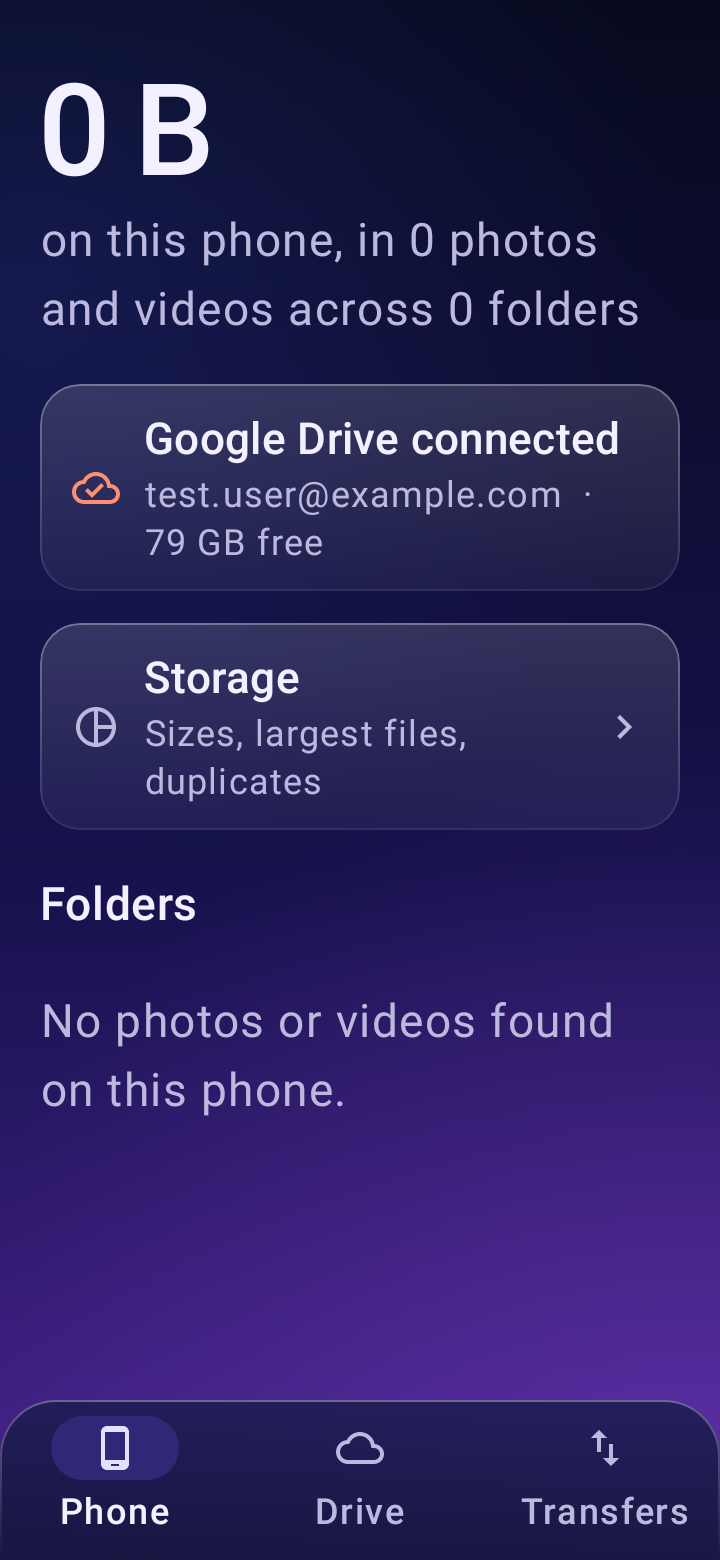 0 B
on this phone, in 0 photos
and videos across 0 folders
Google Drive connected
test.user@example.com ·
79 GB free
Storage
Sizes, largest files,
duplicates
Folders
No photos or videos found
on this phone.
Phone
Drive
Transfers